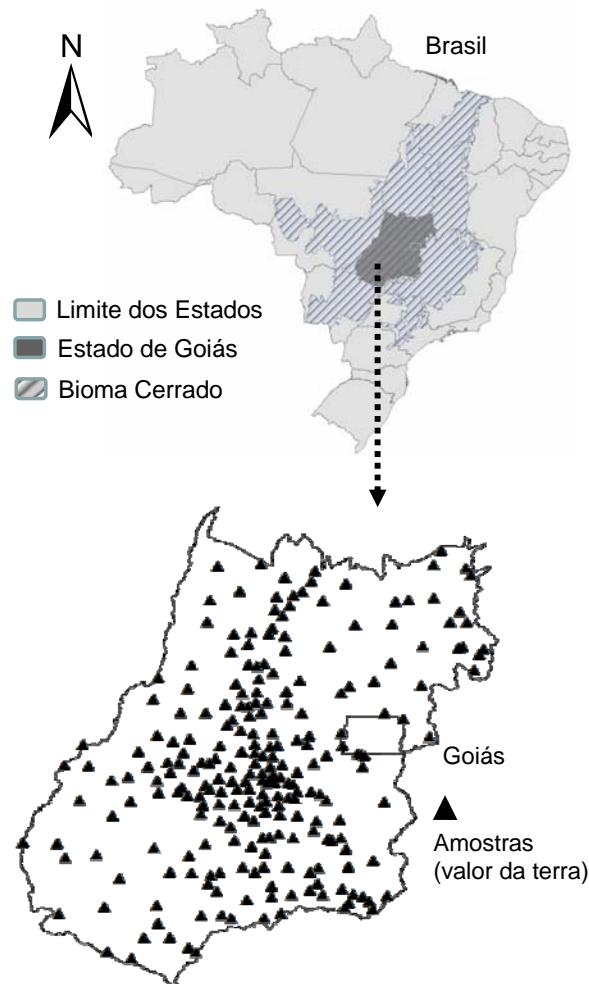 N
Brasil
Limite dos Estados
Estado de Goiás
Bioma Cerrado
Goiás
Amostras
(valor da terra)